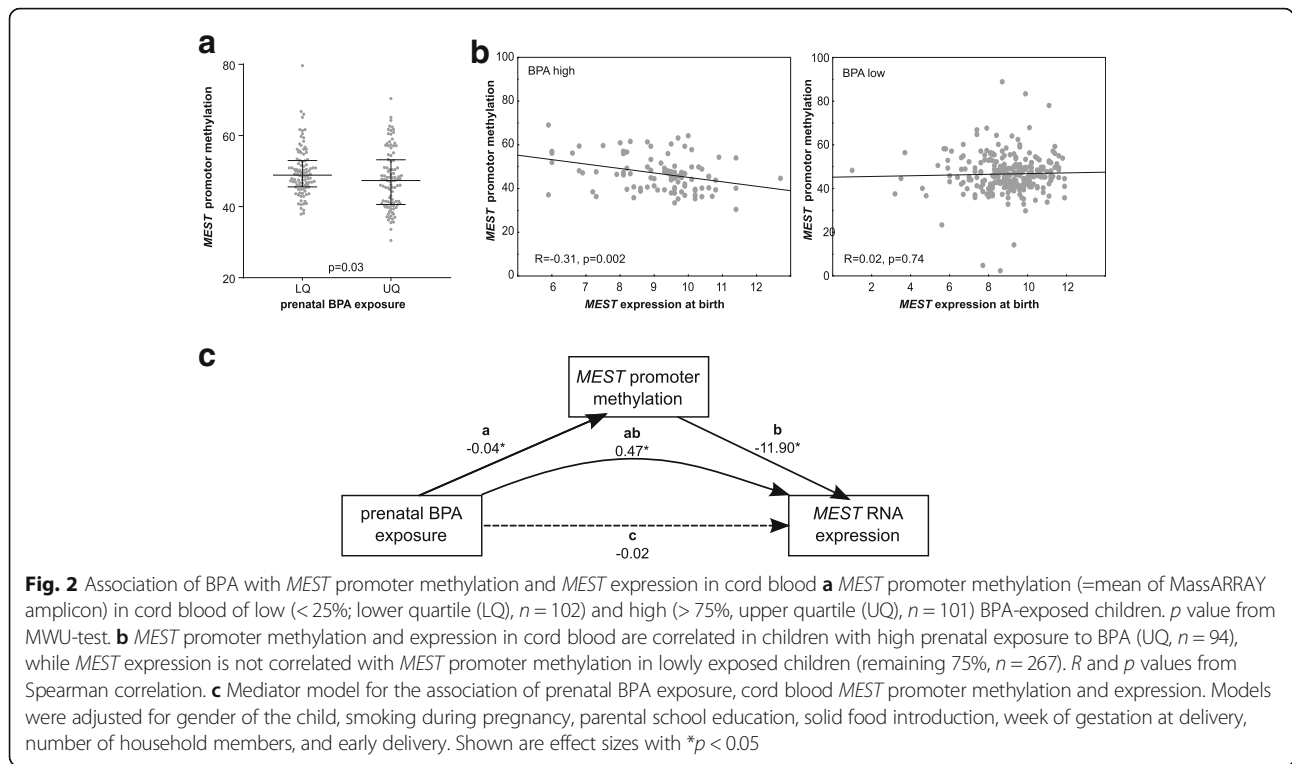 a
80
60
40
20
MEST promotor methylation
p=0.03
LQ UQ
prenatal BPA exposure
b
100
80
60
40
20
0
MEST promotor methylation
BPA high
R=-0.31, p=0.002
6 7 8 9 10 11 12
MEST expression at birth
100
80
60
40
20
0
0
MEST promotor methylation
BPA low
R=0.02, p=0.74
2 4 6 8 10 12
MEST expression at birth
c
MEST promoter
methylation
a
-0.04*
ab
0.47*
b
-11.90*
prenatal BPA
exposure
MEST RNA
expression
c
-0.02
Fig. 2 Association of BPA with MEST promoter methylation and MEST expression in cord blood a MEST promoter methylation (=mean of MassARRAY
amplicon) in cord blood of low (< 25%; lower quartile (LQ), n = 102) and high (> 75%, upper quartile (UQ), n = 101) BPA-exposed children. p value from
MWU-test. b MEST promoter methylation and expression in cord blood are correlated in children with high prenatal exposure to BPA (UQ, n = 94),
while MEST expression is not correlated with MEST promoter methylation in lowly exposed children (remaining 75%, n = 267). R and p values from
Spearman correlation. c Mediator model for the association of prenatal BPA exposure, cord blood MEST promoter methylation and expression. Models
were adjusted for gender of the child, smoking during pregnancy, parental school education, solid food introduction, week of gestation at delivery,
number of household members, and early delivery. Shown are effect sizes with *p < 0.05